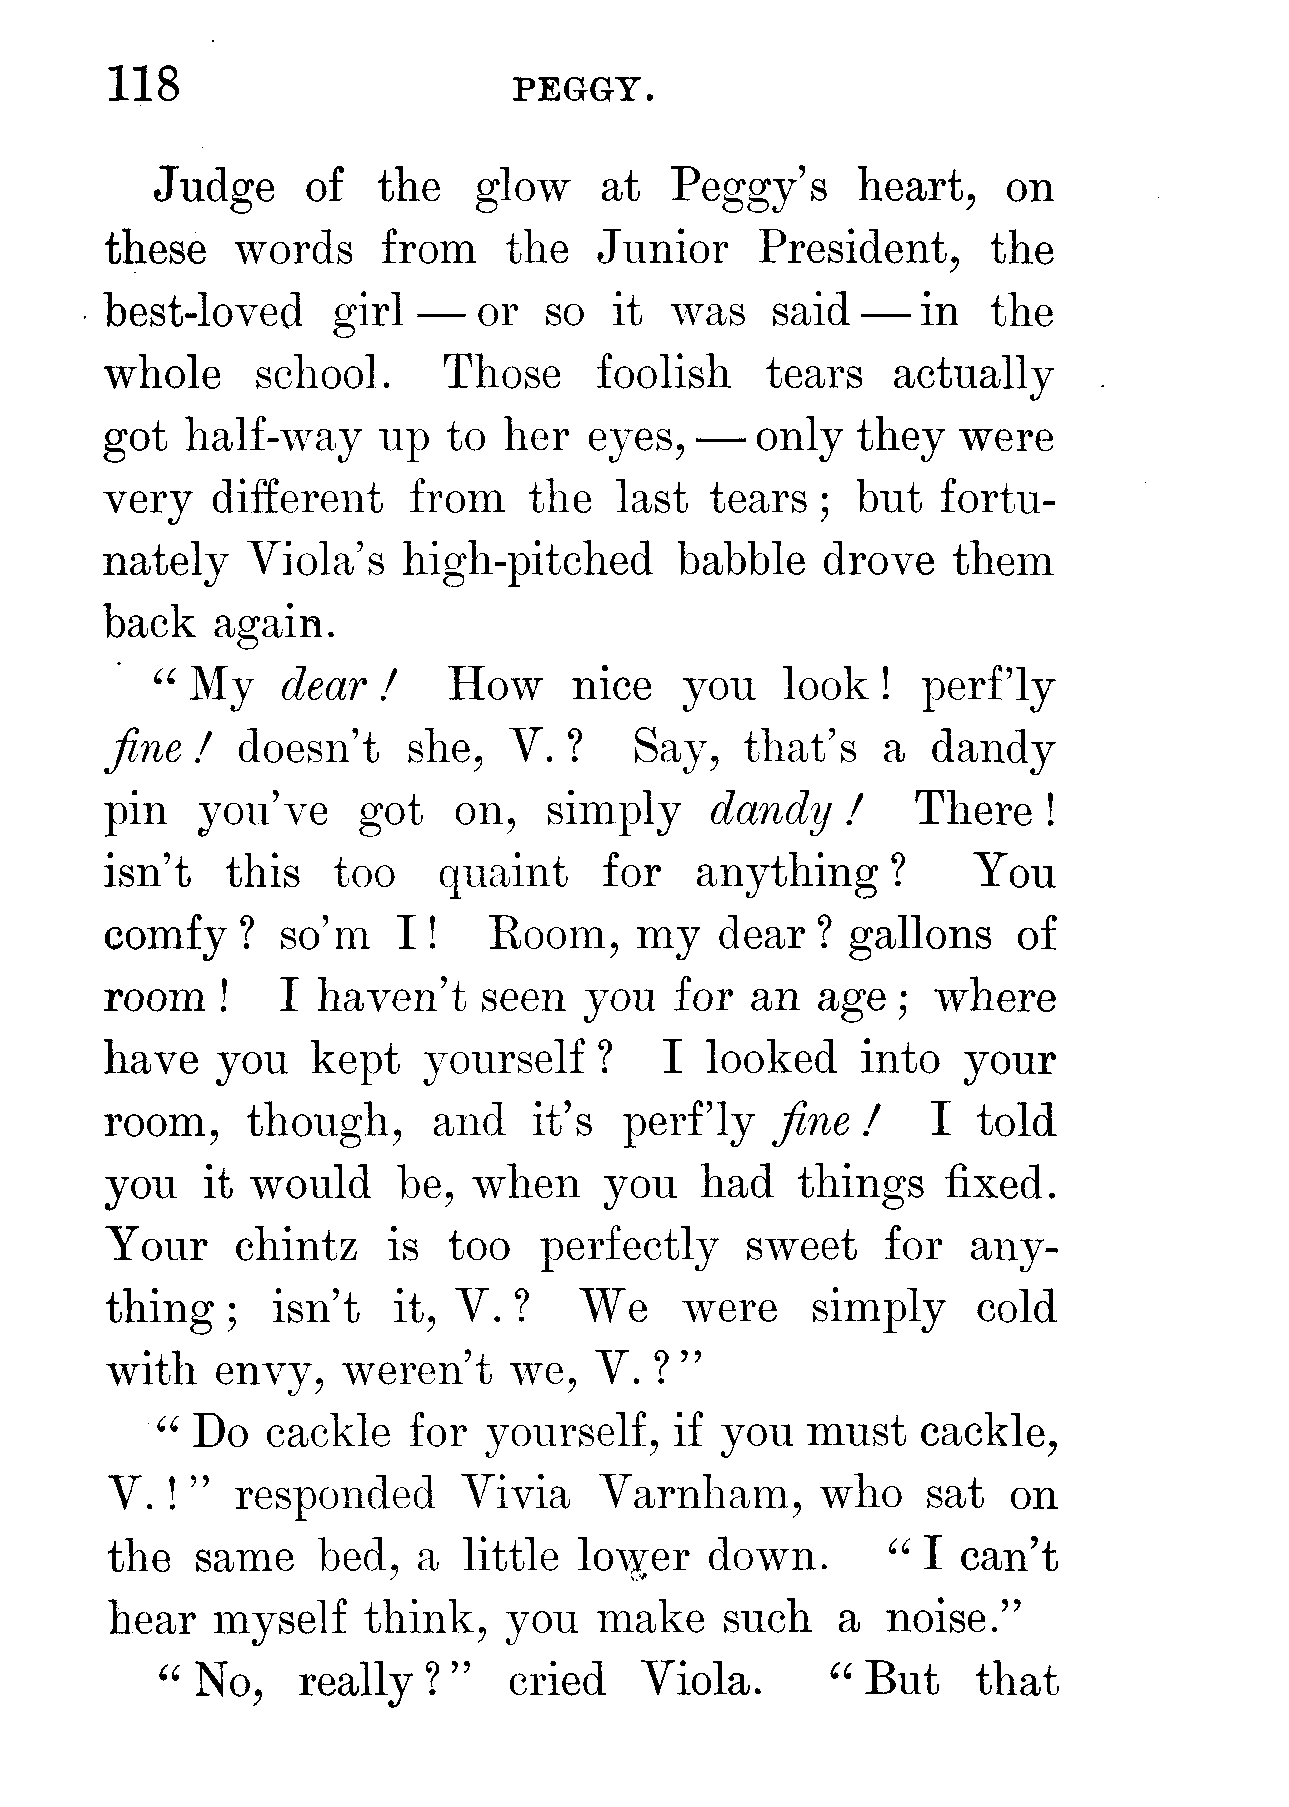 118 PEGGY.
Judge of the glow at Peggy's heart, on
these words from the Junior President, the
best-loved girl — or so it was said — in the
whole school. Those foolish tears actually
got half-way up to her eyes, — only they were
very different from the last tears ; but fortu-
nately Viola's high-pitched babble drove them
back again.
" My dear ! How nice you look ! perf'ly
fine ! doesn't she, V. ? Say, that's a dandy
pin you've got on, simply dandy ! There !
isn't this too quaint for anything ? You
comfy ? so'm I ! Room, my dear ? gallons of
room ! I haven't seen you for an age ; where
have you kept yourself ? I looked into your
room, though, and it's perf'ly fine ! I told
you it would be, when you had things fixed.
Your chintz is too perfectly sweet for any-
thing ; isn't it, V. ? We were simply cold
with envy, weren't we, V. ? "
" Do cackle for yourself, if you must cackle,
V. ! " responded Vivia Varnham, who sat on
the same bed, a little lower down. " I can't
hear myself think, you make such a noise."
" No, really ? " cried Viola. " But that